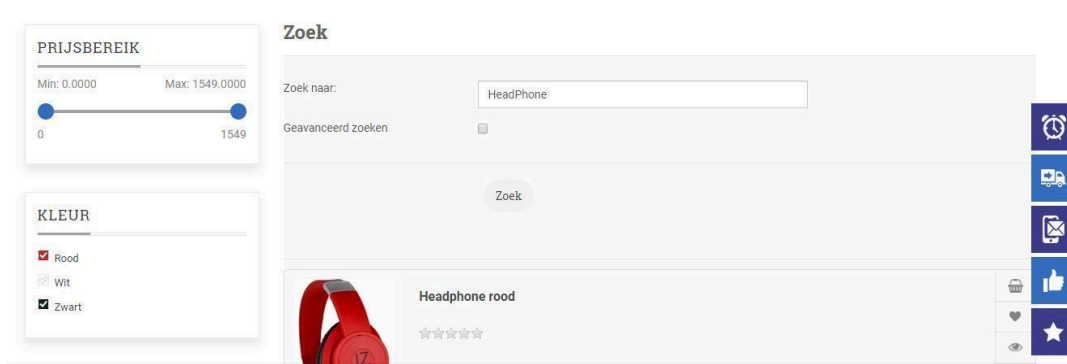 Zoek
PRIJSBEREIK
Min: 0.0000 Max: 1549.0000
0 1549
Zoek naar: HeadPhone
Geavanceerd zoeken
Zoek
KLEUR
Rood
Wit
Zwart
Headphone rood